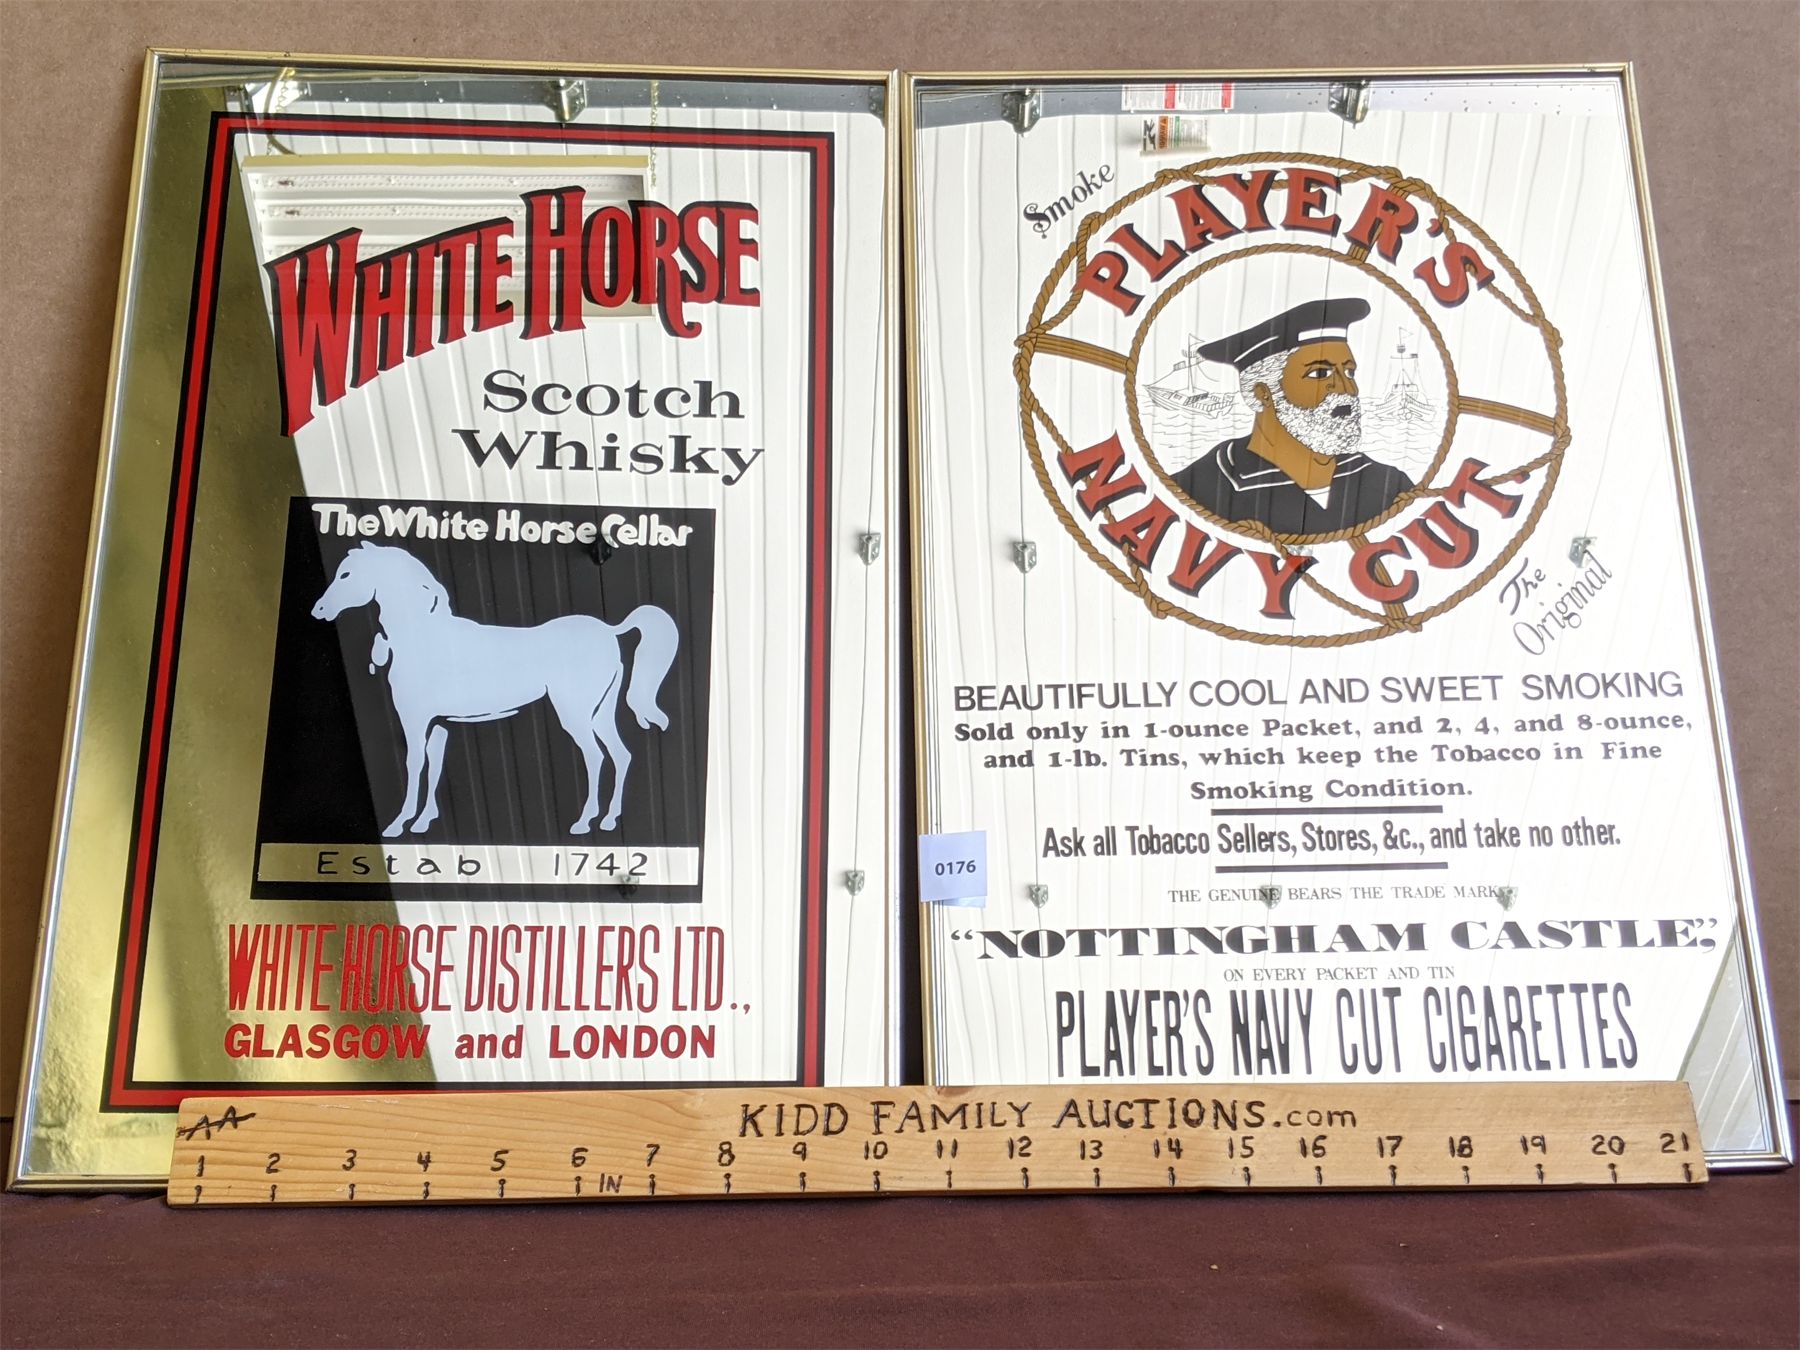 WHITE HORSE
Scotch
Whisky
The White Horse Cellar
Estab 1742
WHITE HORSE DISTILLERS LTD.,
GLASGOW and LONDON
Smoke
PLAYER'S
NAVY CUT.
The
Original
BEAUTIFULLY COOL AND SWEET SMOKING
Sold only in 1-ounce Packet, and 2, 4, and 8-ounce,
and 1-lb. Tins, which keep the Tobacco in Fine
Smoking Condition.
Ask all Tobacco Sellers, Stores, &c., and take no other.
THE GENUINE BEARS THE TRADE MARK
"NOTTINGHAM CASTLE,"
ON EVERY PACKET AND TIN
PLAYER'S NAVY CUT CIGARETTES
0176
AA
KIDD FAMILY AUCTIONS.com
1 2 3 4 5 6 7 8 9 10 11 12 13 14 15 16 17 18 19 20 21
IN